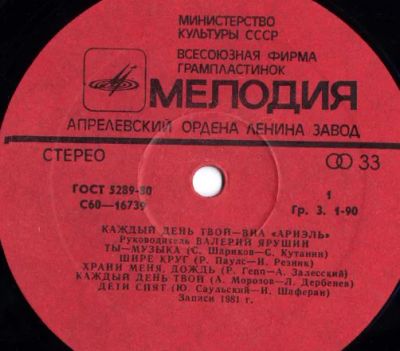 МИНИСТЕРСТВО
КУЛЬТУРЫ СССР
ВСЕСОЮЗНАЯ ФИРМА
ГРАМПЛАСТИНОК
МЕЛОДИЯ
АПРЕЛЕВСКИЙ ОРДЕНА ЛЕНИНА ЗАВОД
СТЕРЕО
33
ГОСТ 5289-80
С60—16739
1
Гр. 3. 1-90
КАЖДЫЙ ДЕНЬ ТВОЙ—ВИА «АРИЭЛЬ»
Руководитель ВАЛЕРИЙ ЯРУШИН
ТЫ—МУЗЫКА (С. Шариков—С. Кутанин)
ШИРЕ КРУГ (Р. Паулс—И. Резник)
ХРАНИ МЕНЯ, ДОЖДЬ (Р. Гепп—А. Залесский)
КАЖДЫЙ ДЕНЬ ТВОЙ (А. Морозов—Л. Дербенев)
ДЕТИ СПЯТ (Ю. Саульский—И. Шаферан)
Записи 1981 г.